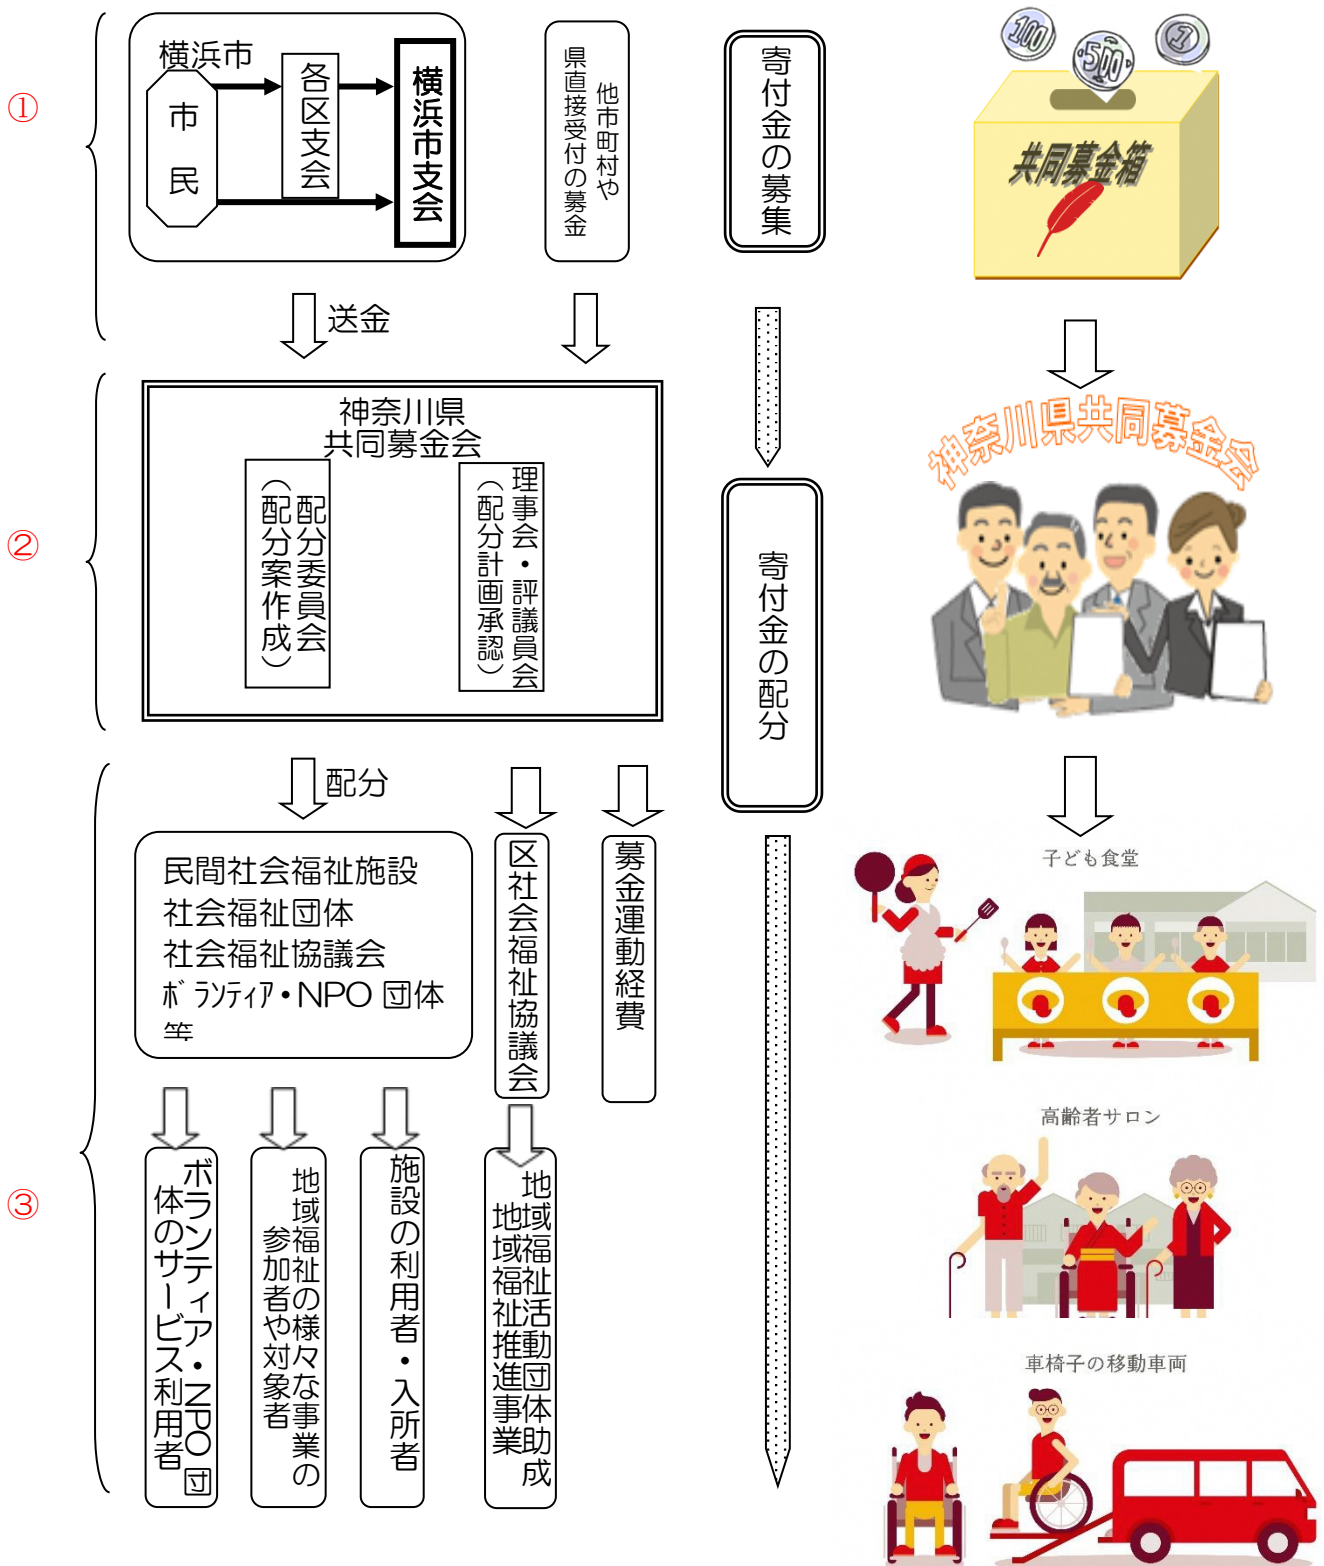 ①
横浜市
市民
各区支会
横浜市支会
他市町村や
県直接受付の募金
寄付金の募集
100
500
1
共同募金箱
送金
②
神奈川県
共同募金会
配分委員会
（配分案作成）
理事会・評議員会
（配分計画承認）
寄付金の配分
神奈川県共同募金会
③
配分
民間社会福祉施設
社会福祉団体
社会福祉協議会
ボランティア・NPO 団体
等
区社会福祉協議会
募金運動経費
ボランティア・NPO 団
体のサービス利用者
地域福祉の様々な事業の
参加者や対象者
施設の利用者・入所者
地域福祉活動団体助成
地域福祉推進事業
子ども食堂
高齢者サロン
車椅子の移動車両